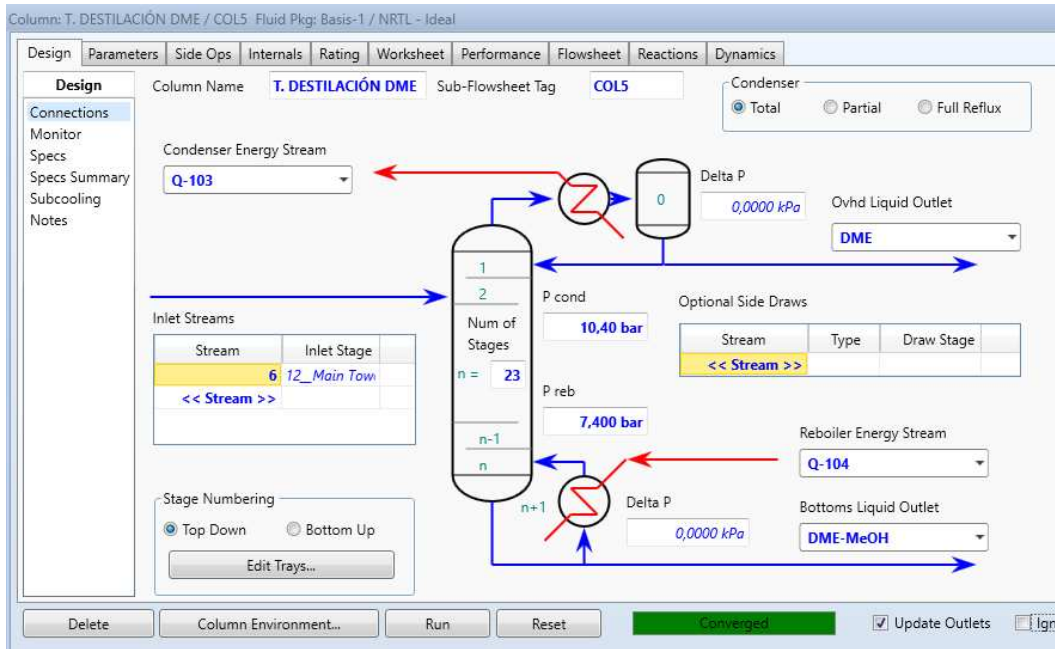 Column: T. DESTILACIÓN DME / COL5 Fluid Pkg: Basis-1 / NRTL - Ideal
Design Parameters Side Ops Internals Rating Worksheet Performance Flowsheet Reactions Dynamics
Design
Connections
Monitor
Specs
Specs Summary
Subcooling
Notes
Column Name T. DESTILACIÓN DME Sub-Flowsheet Tag COL5
Condenser
Total Partial Full Reflux
Condenser Energy Stream
Q-103
0
Delta P
0,0000 kPa
Ovhd Liquid Outlet
DME
1
2
Num of
Stages
n = 23
n-1
n
n+1
P cond
10,40 bar
P reb
7,400 bar
Inlet Streams
Stream Inlet Stage
6 12__Main Tow
<< Stream >>
Optional Side Draws
Stream Type Draw Stage
<< Stream >>
Reboiler Energy Stream
Q-104
Delta P
0,0000 kPa
Bottoms Liquid Outlet
DME-MeOH
Stage Numbering
Top Down Bottom Up
Edit Trays...
Delete Column Environment... Run Reset Converged Update Outlets Ign